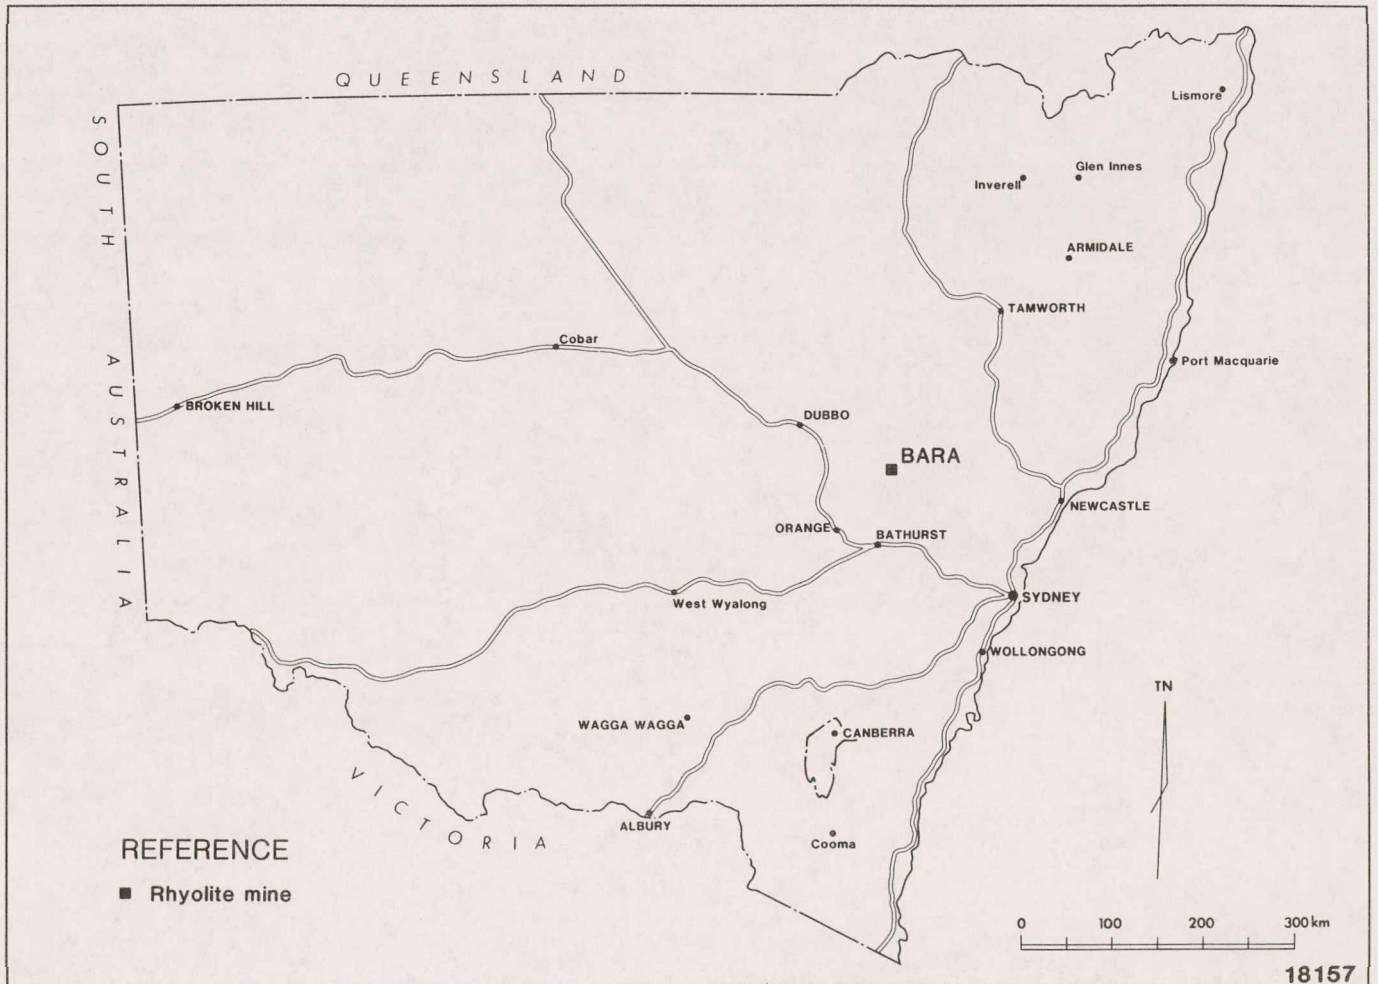 QUEENSLAND
SOUTH AUSTRALIA
Lismore
Glen Innes
Inverell
ARMIDALE
TAMWORTH
Cobar
Port Macquarie
BROKEN HILL
DUBBO
BARA
NEWCASTLE
ORANGE
BATHURST
West Wyalong
SYDNEY
WOLLONGONG
TN
WAGGA WAGGA
CANBERRA
VICTORIA
ALBURY
Cooma
REFERENCE
Rhyolite mine
0 100 200 300 km
18157